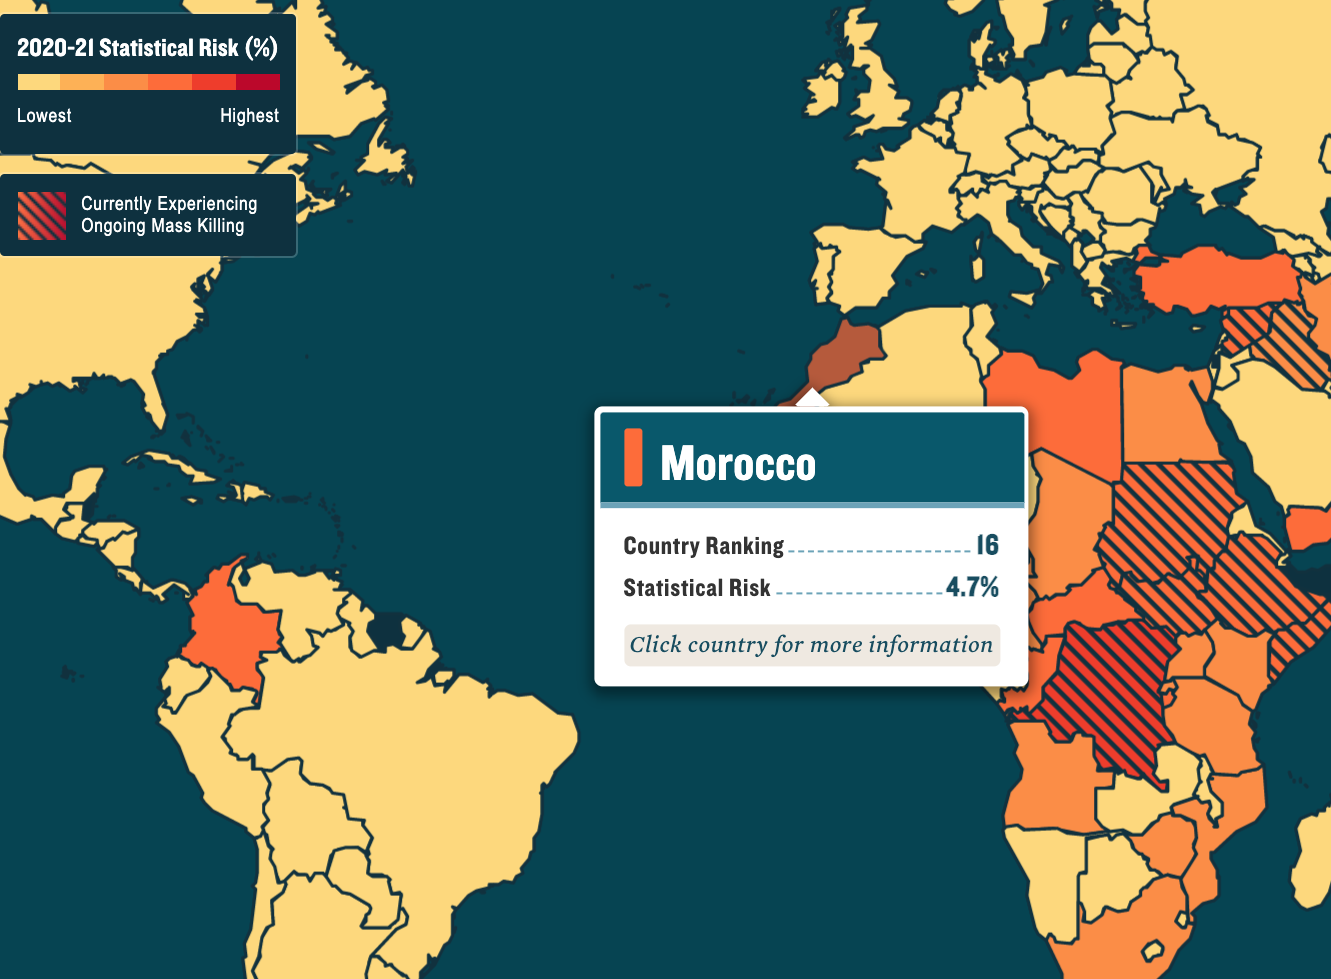 2020-21 Statistical Risk (%)
Lowest Highest
Currently Experiencing
Ongoing Mass Killing
Morocco
Country Ranking 16
Statistical Risk 4.7%
Click country for more information